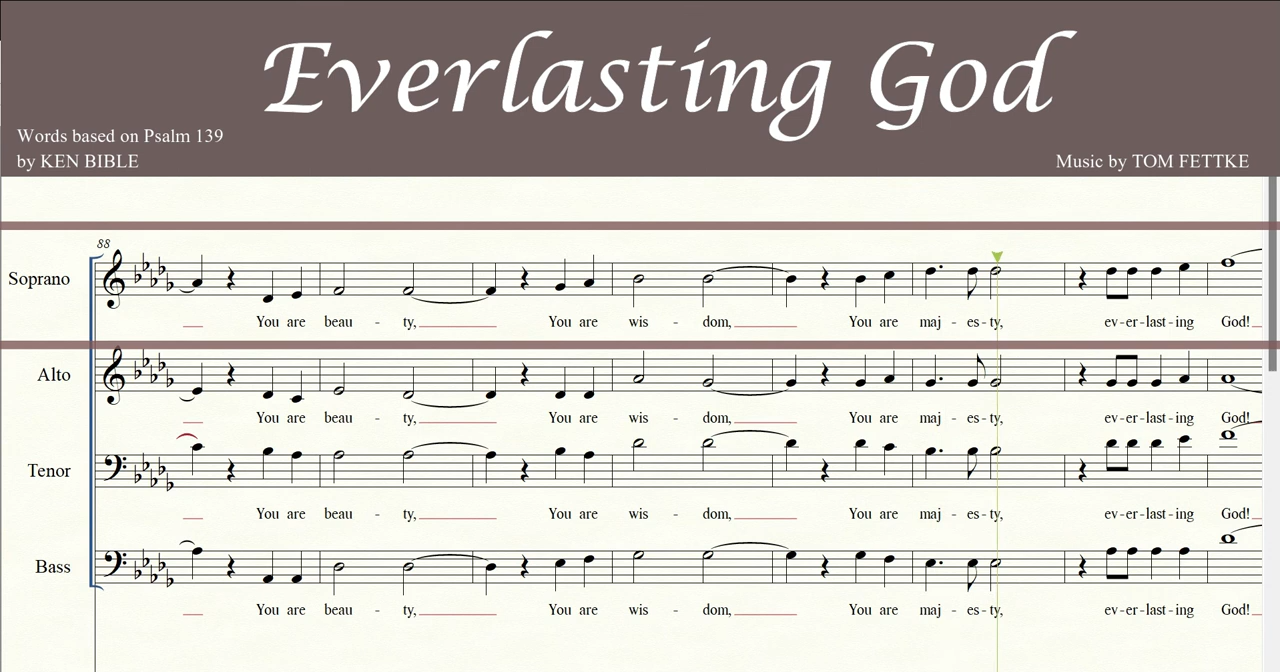 Everlasting God
Words based on Psalm 139
by KEN BIBLE
Music by TOM FETTKE
88
Soprano
You are beau - ty, You are wis - dom, You are maj - es - ty, ev - er - last - ing God!
Alto
You are beau - ty, You are wis - dom, You are maj - es - ty, ev - er - last - ing God!
Tenor
You are beau - ty, You are wis - dom, You are maj - es - ty, ev - er - last - ing God!
Bass
You are beau - ty, You are wis - dom, You are maj - es - ty, ev - er - last - ing God!